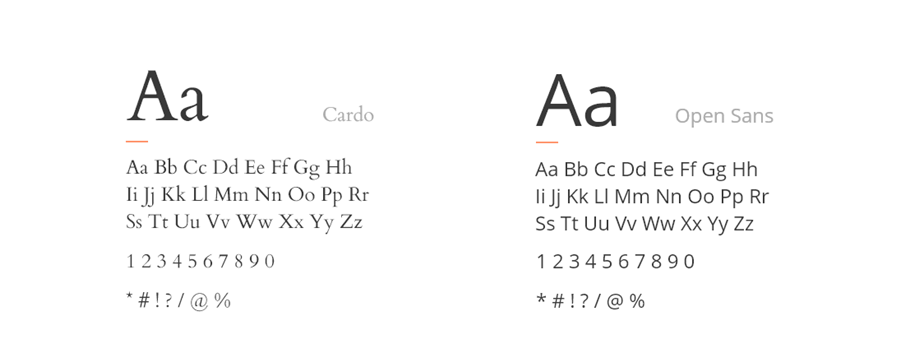 Aa
Cardo
Aa Bb Cc Dd Ee Ff Gg Hh
Ii Jj Kk Ll Mm Nn Oo Pp Rr
Ss Tt Uu Vv Ww Xx Yy Zz
1 2 3 4 5 6 7 8 9 0
* # ! ? / @ %
Aa
Open Sans
Aa Bb Cc Dd Ee Ff Gg Hh
Ii Jj Kk Ll Mm Nn Oo Pp Rr
Ss Tt Uu Vv Ww Xx Yy Zz
1 2 3 4 5 6 7 8 9 0
* # ! ? / @ %